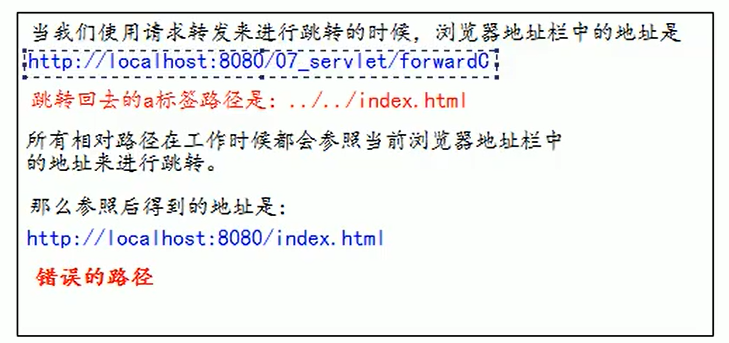 当我们使用请求转发来进行跳转的时候，浏览器地址栏中的地址是
http://localhost:8080/07_servlet/forwardC
跳转回去的a标签路径是：../../index.html
所有相对路径在工作时候都会参照当前浏览器地址栏中
的地址来进行跳转。
那么参照后得到的地址是：
http://localhost:8080/index.html
错误的路径